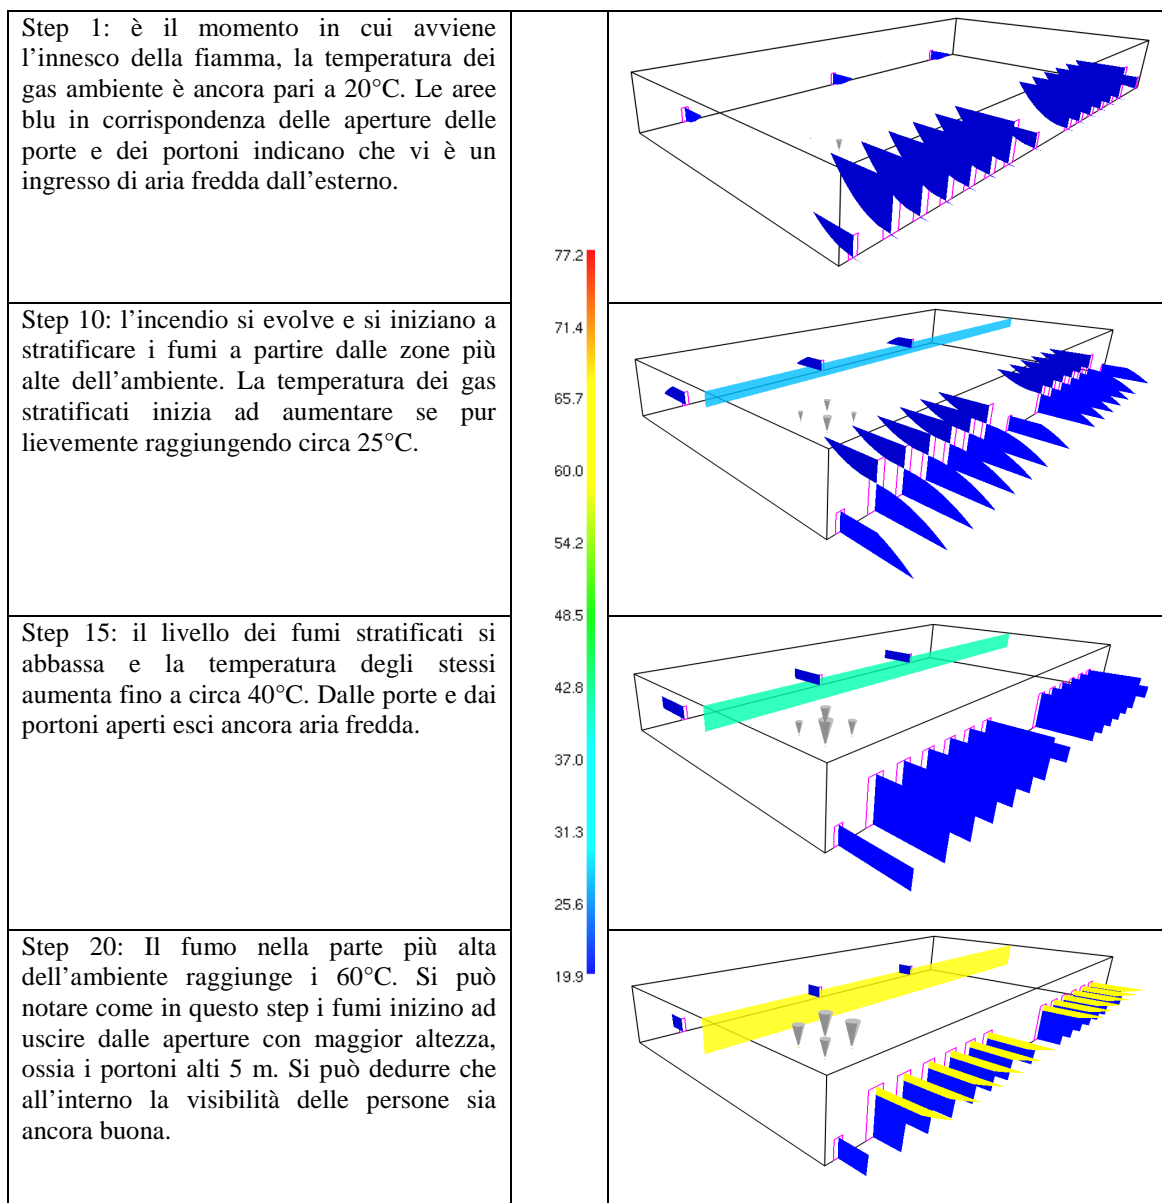 Step 1: è il momento in cui avviene
l’innesco della fiamma, la temperatura dei
gas ambiente è ancora pari a 20°C. Le aree
blu in corrispondenza delle aperture delle
porte e dei portoni indicano che vi è un
ingresso di aria fredda dall’esterno.
Step 10: l’incendio si evolve e si iniziano a
stratificare i fumi a partire dalle zone più
alte dell’ambiente. La temperatura dei gas
stratificati inizia ad aumentare se pur
lievemente raggiungendo circa 25°C.
Step 15: il livello dei fumi stratificati si
abbassa e la temperatura degli stessi
aumenta fino a circa 40°C. Dalle porte e dai
portoni aperti esci ancora aria fredda.
Step 20: Il fumo nella parte più alta
dell’ambiente raggiunge i 60°C. Si può
notare come in questo step i fumi inizino ad
uscire dalle aperture con maggior altezza,
ossia i portoni alti 5 m. Si può dedurre che
all’interno la visibilità delle persone sia
ancora buona.
77.2
71.4
65.7
60.0
54.2
48.5
42.8
37.0
31.3
25.6
19.9